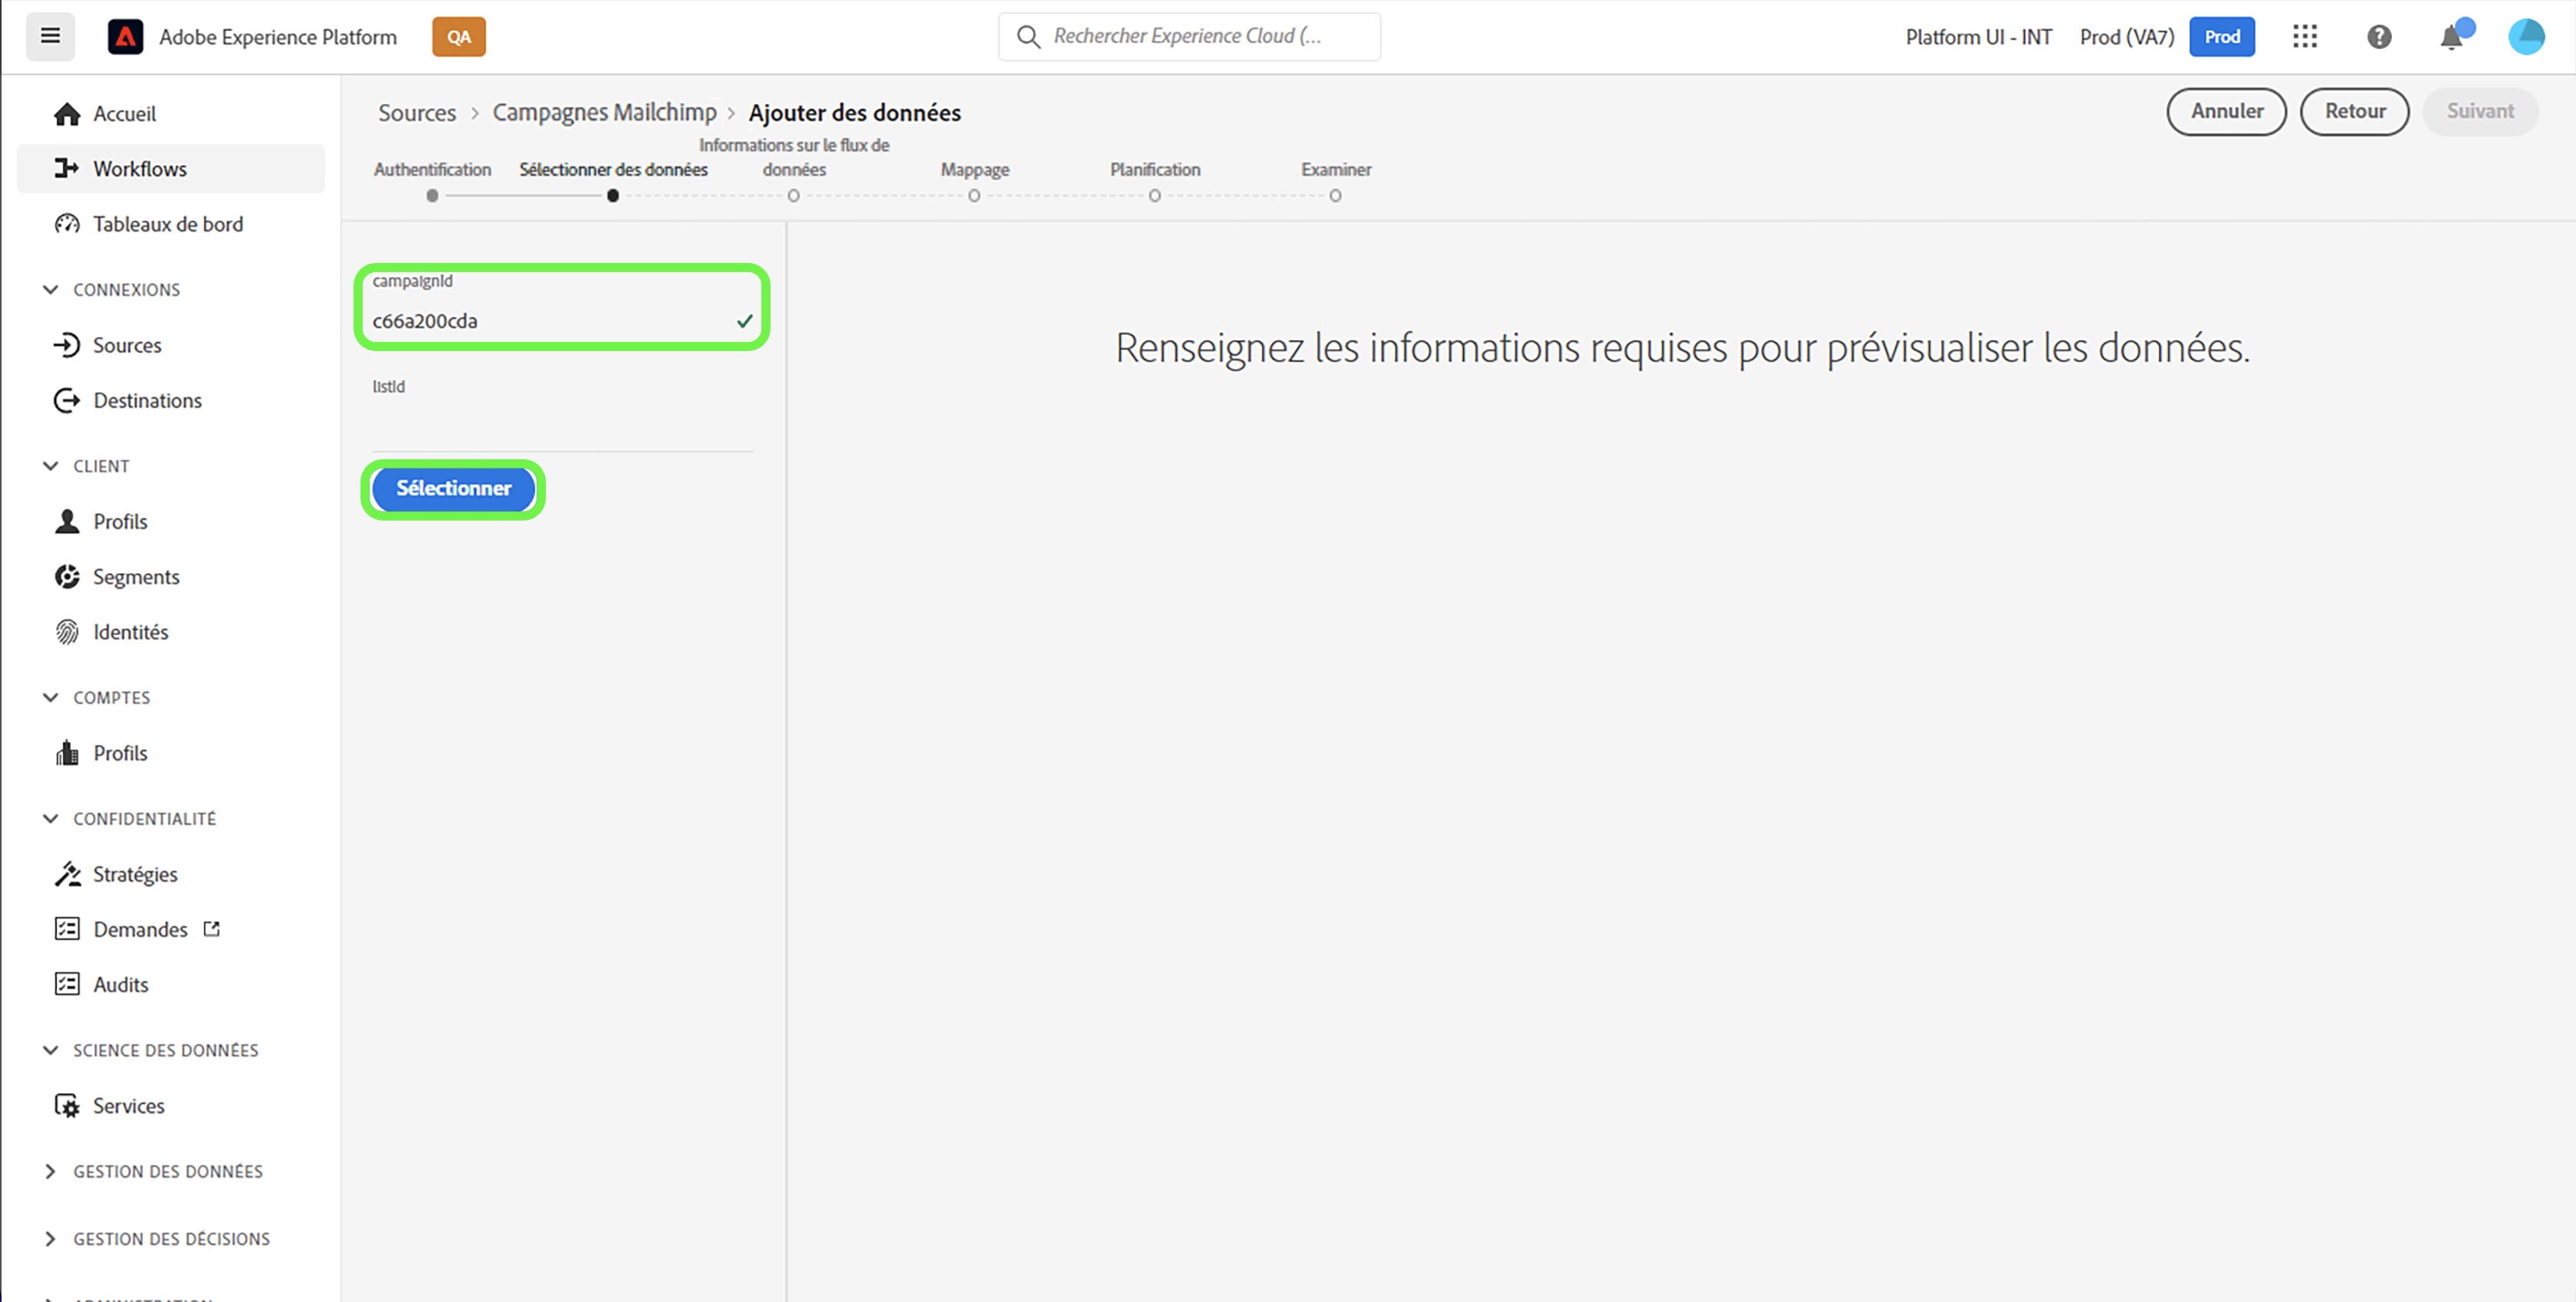 Adobe Experience Platform
QA
Rechercher Experience Cloud (...
Platform UI - INT
Prod (VA7)
Prod
Accueil
Workflows
Tableaux de bord
CONNEXIONS
Sources
Destinations
CLIENT
Profils
Segments
Identités
COMPTES
Profils
CONFIDENTIALITÉ
Stratégies
Demandes
Audits
SCIENCE DES DONNÉES
Services
GESTION DES DONNÉES
GESTION DES DÉCISIONS
ADMINISTRATION
Sources > Campagnes Mailchimp > Ajouter des données
Annuler
Retour
Suivant
Authentification
Sélectionner des données
Informations sur le flux de
données
Mappage
Planification
Examiner
campaignId
c66a200cda
listId
Sélectionner
Renseignez les informations requises pour prévisualiser les données.